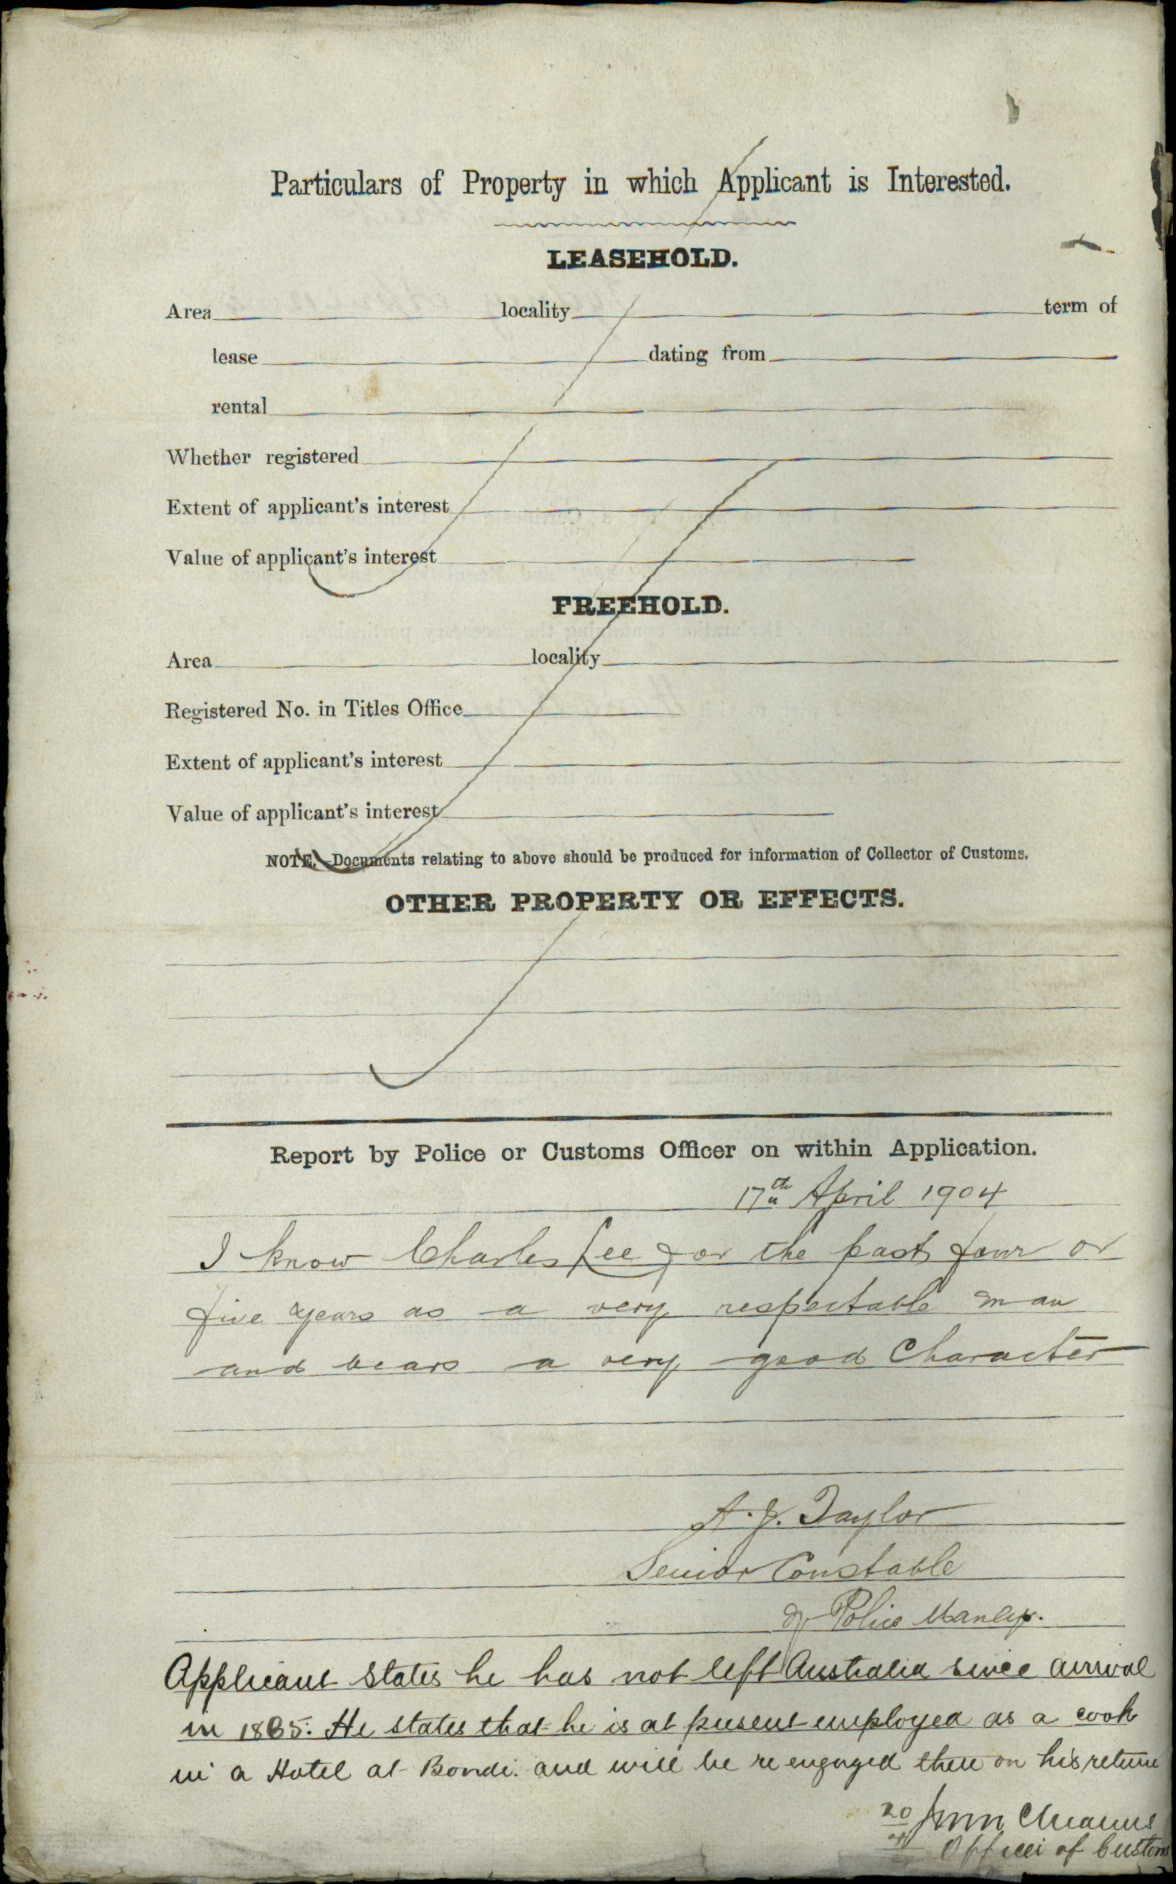 Particulars of Property in which Applicant is Interested.
LEASEHOLD.
Area locality term of
lease dating from
rental
Whether registered
Extent of applicant's interest
Value of applicant's interest
FREEHOLD.
Area locality
Registered No. in Titles Office
Extent of applicant's interest
Value of applicant's interest
NOTE.—Documents relating to above should be produced for information of Collector of Customs.
OTHER PROPERTY OR EFFECTS.
Report by Police or Customs Officer on within Application.
17th April 1904
I know Charles Lee for the past four or
five years as a very respectable man
and bears a very good Character
A. J. Taylor
Senior Constable
of Police Manly.
Applicant states he has not left Australia since arrival
in 1885. He states that he is at present employed as a cook
in a Hotel at Bondi. and will be re engaged there on his return
20
Officer of Customs